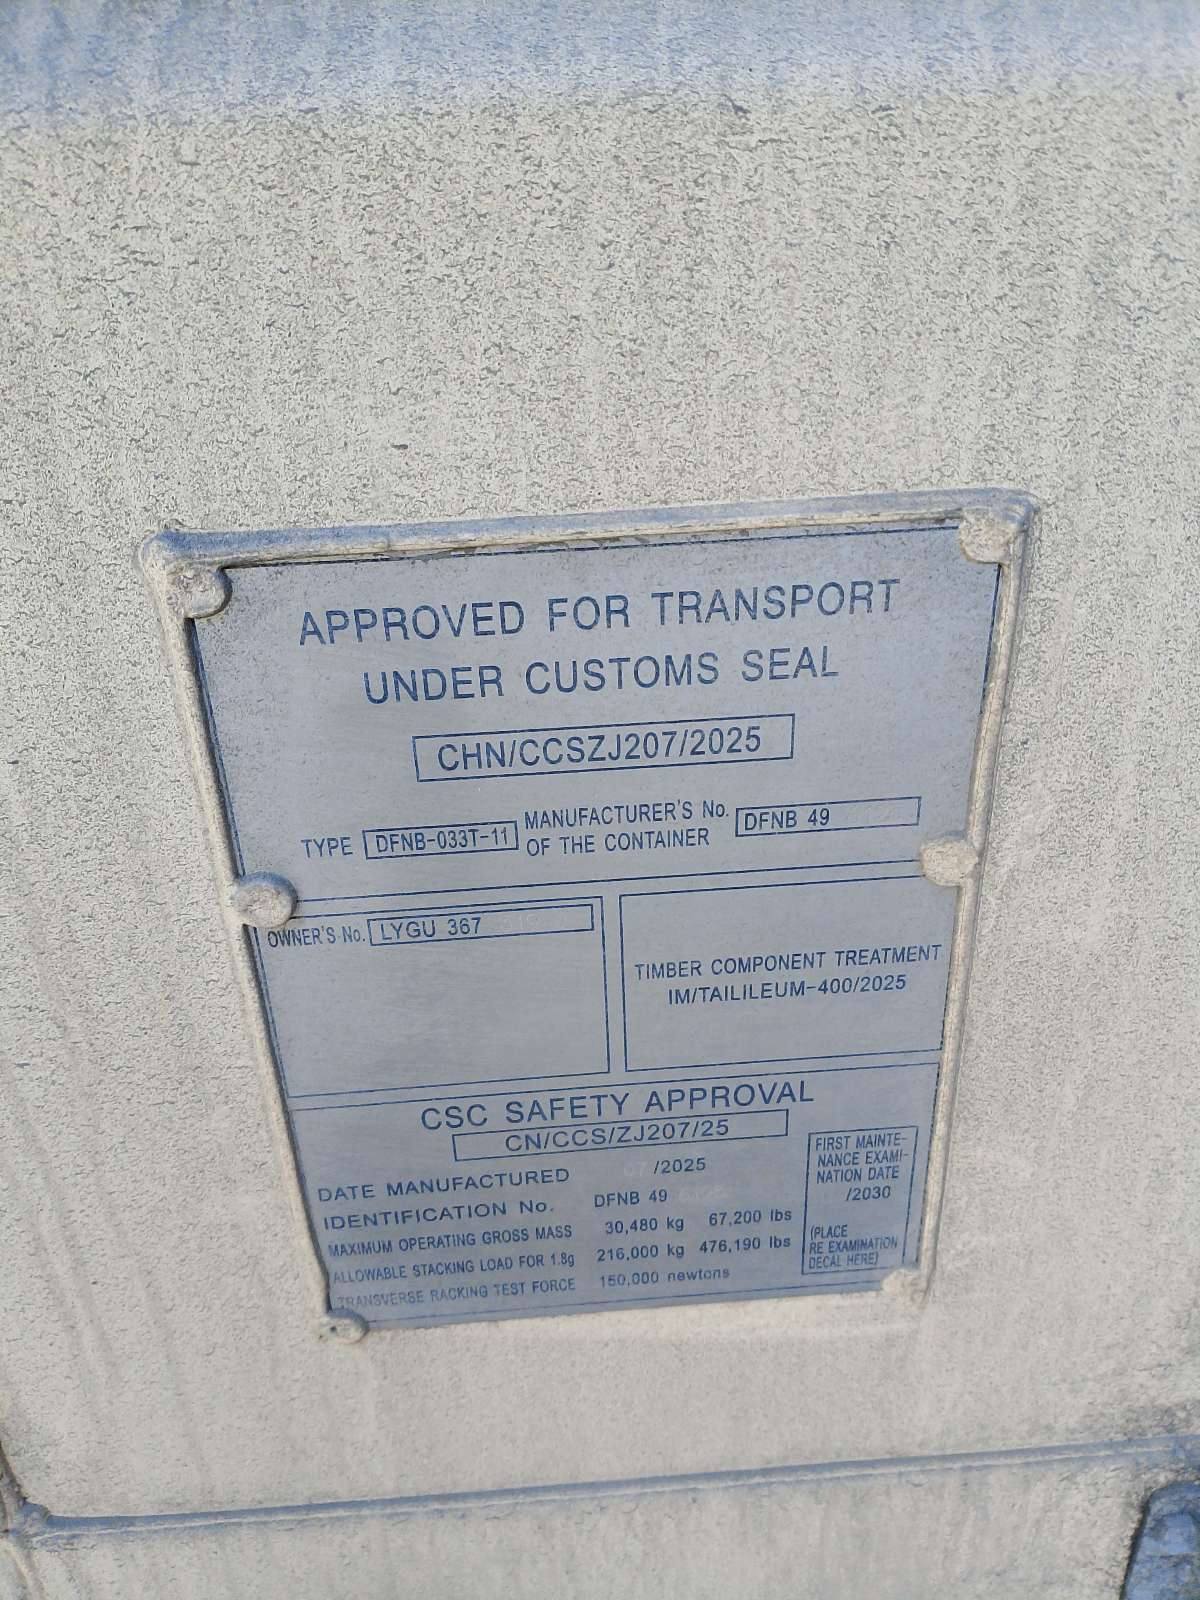 APPROVED FOR TRANSPORT
UNDER CUSTOMS SEAL
CHN/CCSZJ207/2025
TYPE DFNB-033T-11 MANUFACTURER'S No. OF THE CONTAINER DFNB 49
OWNER'S No. LYGU 367
TIMBER COMPONENT TREATMENT
IM/TAILILEUM-400/2025
CSC SAFETY APPROVAL
CN/CCS/ZJ207/25
DATE MANUFACTURED 07/2025
IDENTIFICATION No. DFNB 49
MAXIMUM OPERATING GROSS MASS 30,480 kg 67,200 lbs
ALLOWABLE STACKING LOAD FOR 1.8g 216,000 kg 476,190 lbs
TRANSVERSE RACKING TEST FORCE 150,000 newtons
FIRST MAINTE-
NANCE EXAMI-
NATION DATE
/2030
(PLACE
RE EXAMINATION
DECAL HERE)